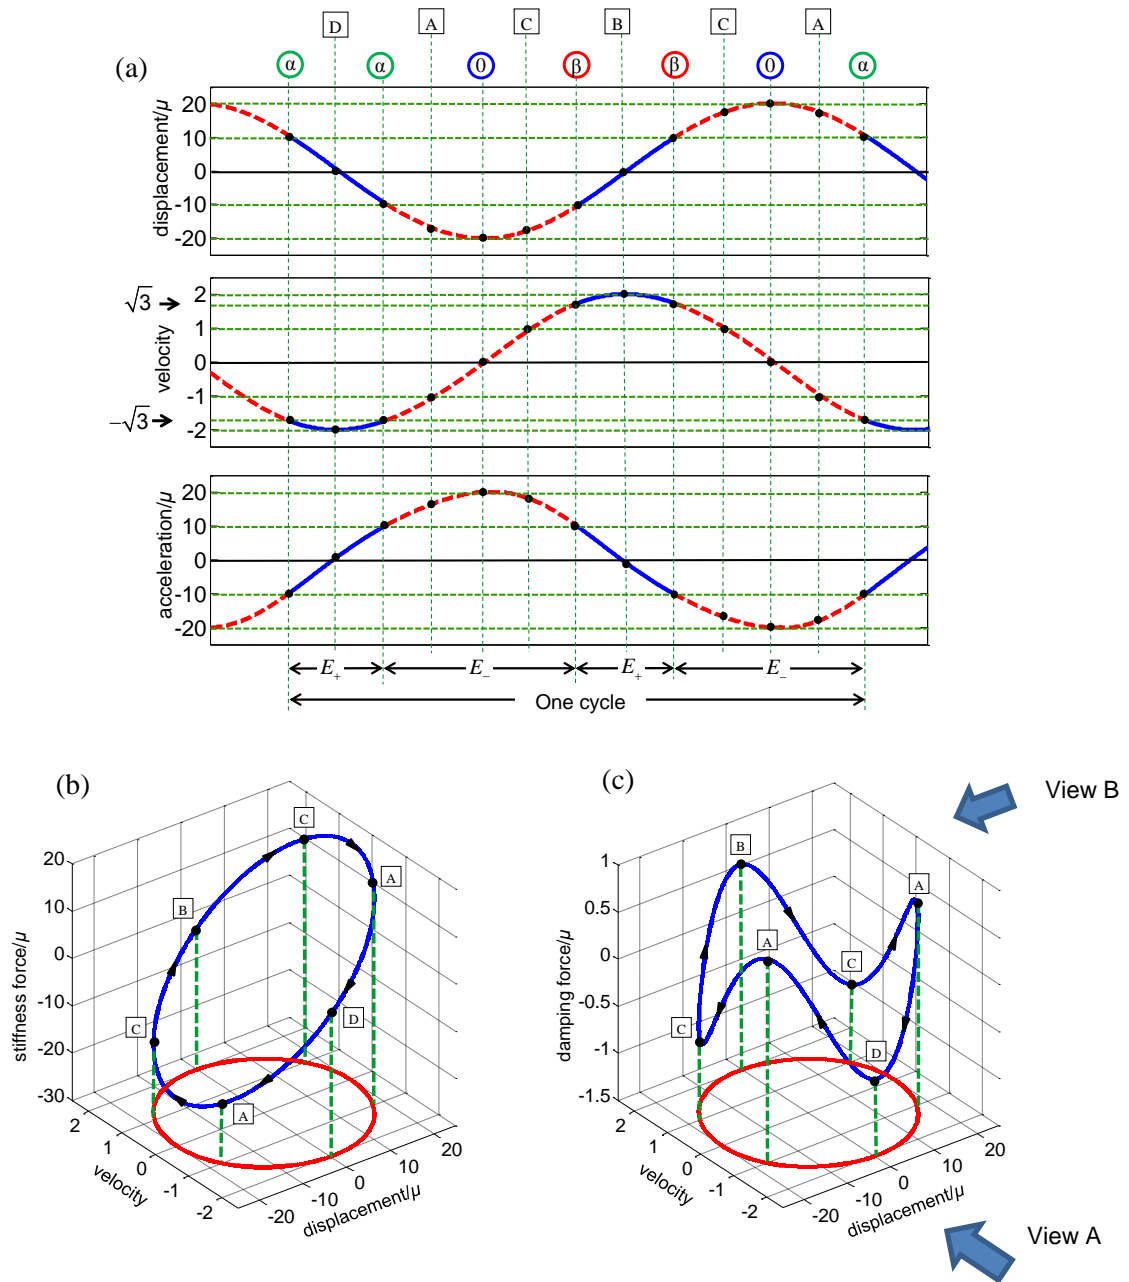 D A C B C A
(a) α α 0 β β 0 α
displacement/μ
20
10
0
-10
-20
√3
-√3
velocity
2
1
0
-1
-2
acceleration/μ
20
10
0
-10
-20
E₊ E₋ E₊ E₋
One cycle
(b)
C
A
B
D
C
A
stiffness force/μ
20
10
0
-10
-20
-30
2
1
0
-1
-2
velocity
-20
-10
0
10
20
displacement/μ
(c)
View B
B
A
A
C
C
D
damping force/μ
1
0.5
0
-0.5
-1
-1.5
2
1
0
-1
-2
velocity
-20
-10
0
10
20
displacement/μ
View A